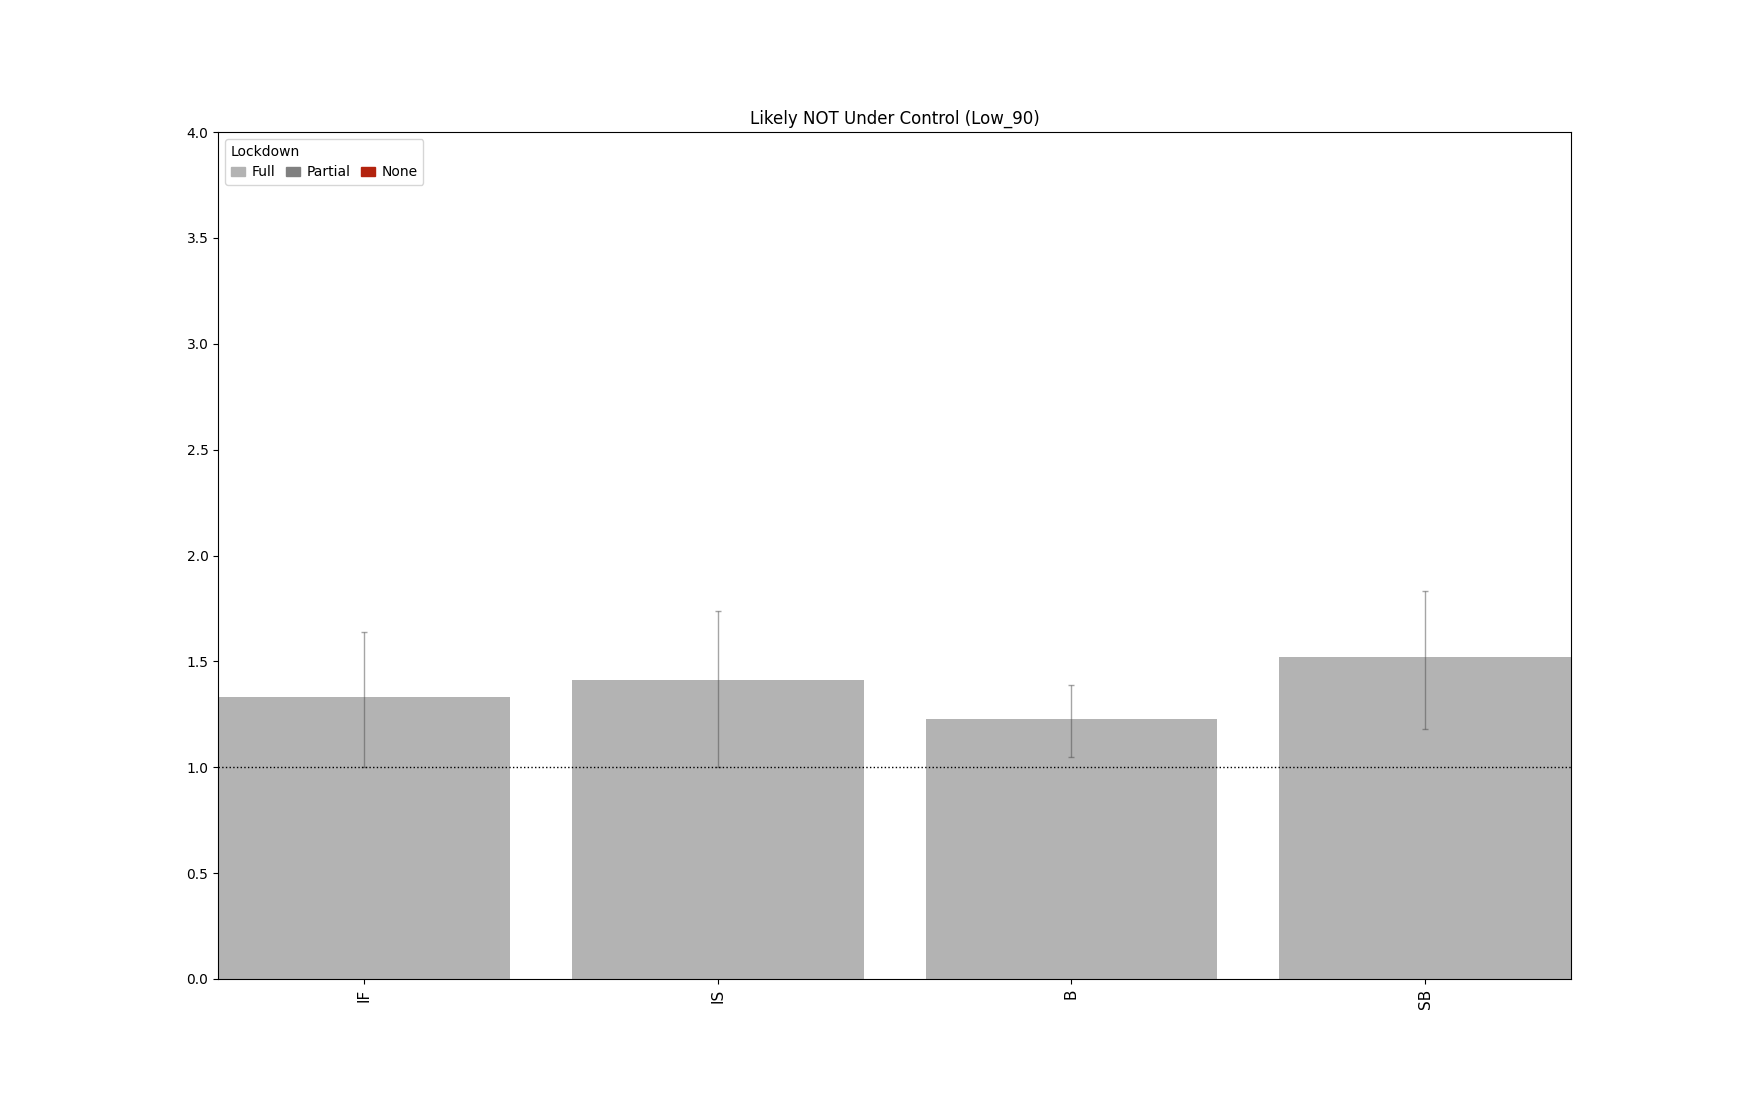 Likely NOT Under Control (Low_90)
Lockdown
Full Partial None
4.0
3.5
3.0
2.5
2.0
1.5
1.0
0.5
0.0
IF
IS
B
SB